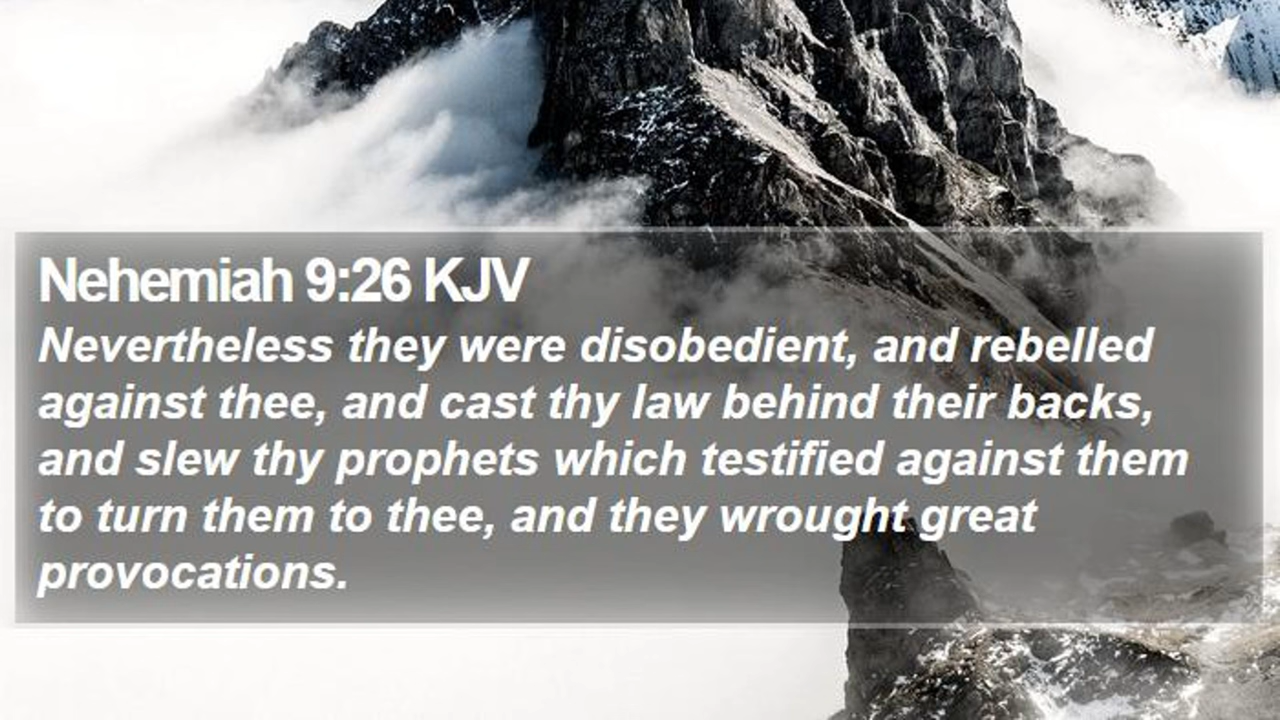 Nehemiah 9:26 KJV
Nevertheless they were disobedient, and rebelled
against thee, and cast thy law behind their backs,
and slew thy prophets which testified against them
to turn them to thee, and they wrought great
provocations.